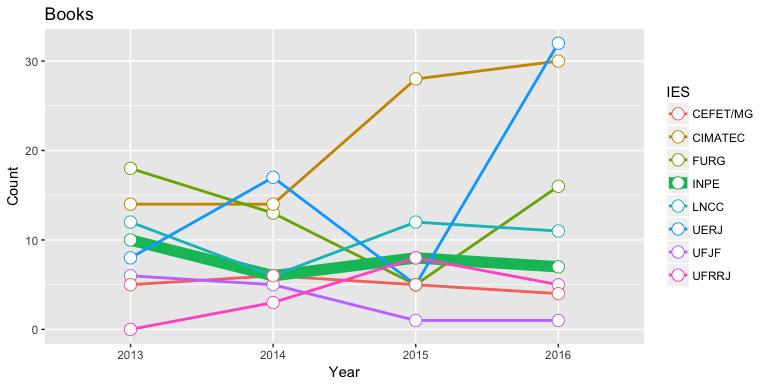 Books
30
20
10
0
Count
2013 2014 2015 2016
Year
IES
CEFET/MG
CIMATEC
FURG
INPE
LNCC
UERJ
UFJF
UFRRJ